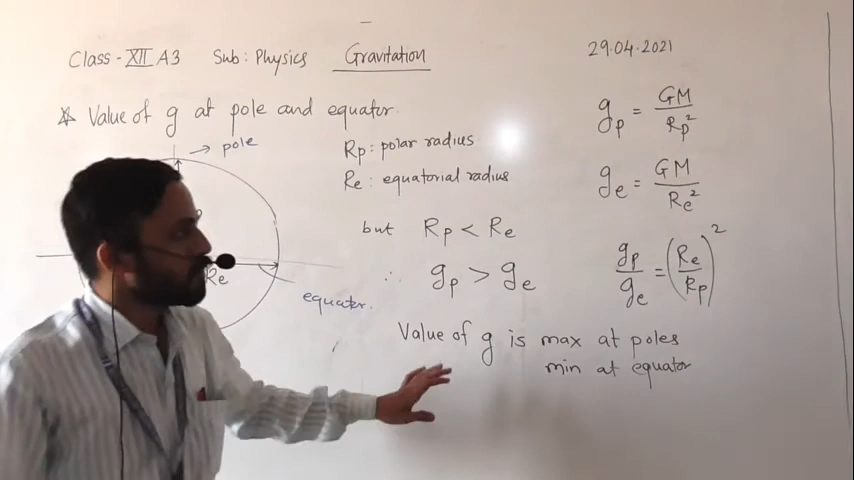 Class - XII A3 Sub: Physics Gravitation 29.04.2021
☆ Value of g at pole and equator
→ pole
Re
equator.
Rp: polar radius
Re: equatorial radius
but Rp < Re
∴ gp > ge
gp = GM/Rp²
ge = GM/Re²
gp/ge = (Re/Rp)²
Value of g is max at poles
min at equator